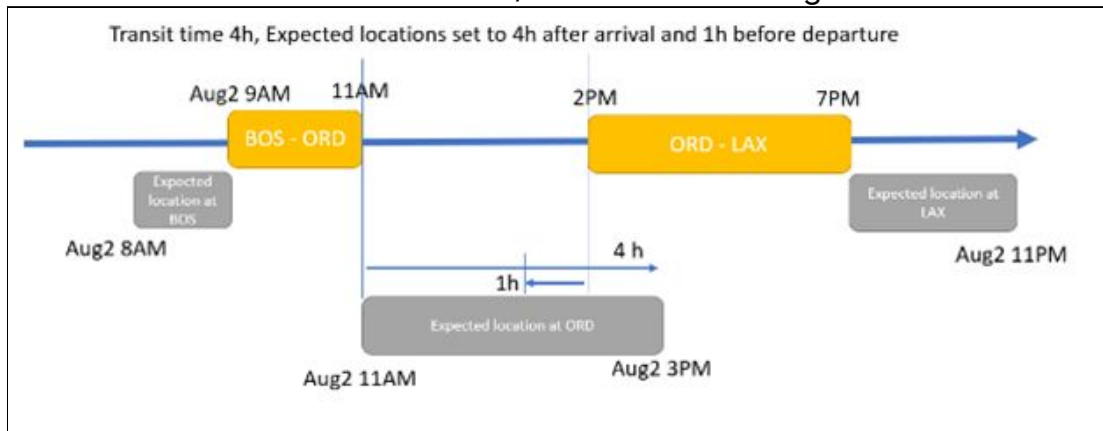 Transit time 4h, Expected locations set to 4h after arrival and 1h before departure
Aug2 9AM
11AM
2PM
7PM
BOS - ORD
ORD - LAX
Expected
location at
BOS
Expected location at
LAX
Aug2 8AM
Aug2 11PM
4 h
1h
Expected location at ORD
Aug2 11AM
Aug2 3PM